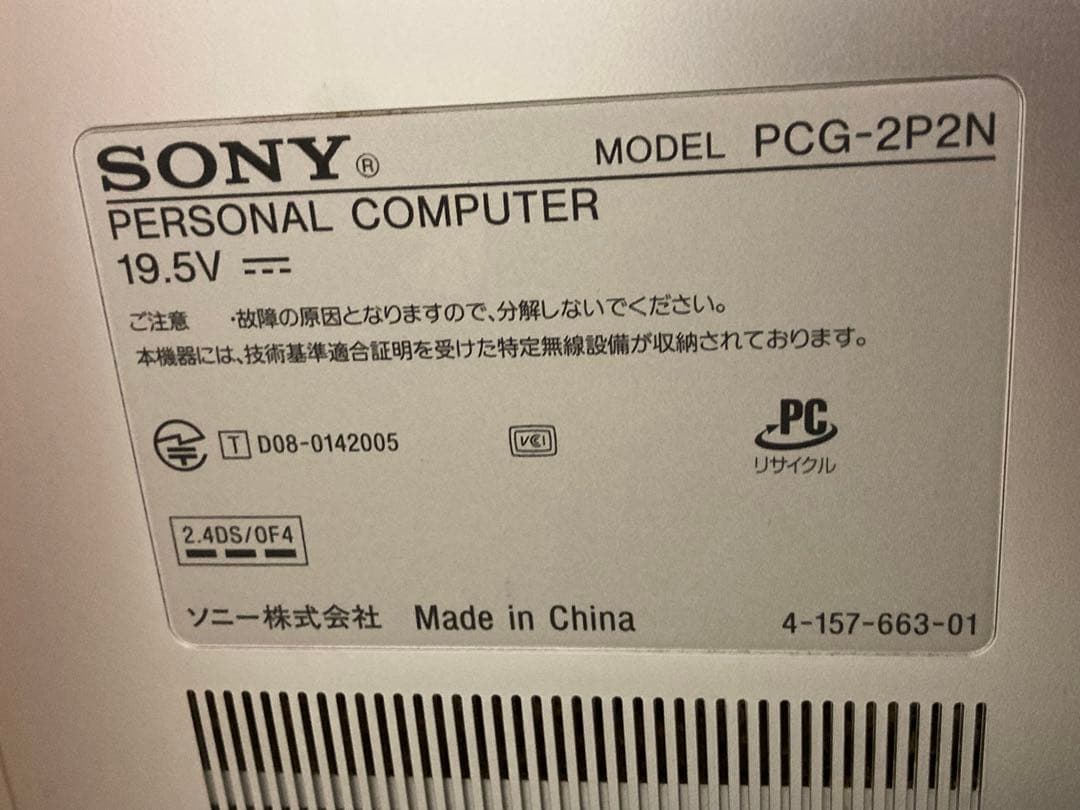 SONY® MODEL PCG-2P2N
PERSONAL COMPUTER
19.5V ⎓
ご注意 ・故障の原因となりますので、分解しないでください。
本機器には、技術基準適合証明を受けた特定無線設備が収納されております。
T D08-0142005
VCI
PC
リサイクル
2.4DS/OF4
ソニー株式会社 Made in China 4-157-663-01